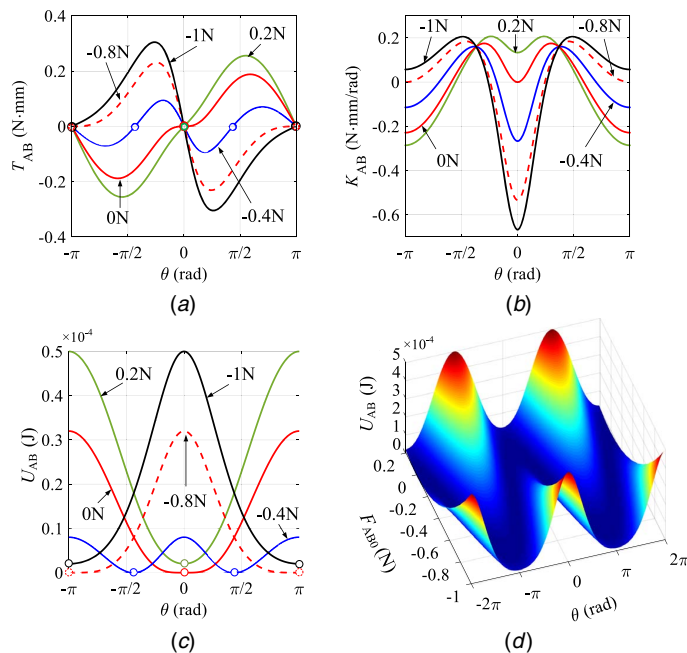 0.4
0.2
0
-0.2
-0.4
T_AB (N·mm)
-0.8N
-1N
0.2N
0N
-0.4N
-π
-π/2
0
π/2
π
θ (rad)
(a)
0.2
0
-0.2
-0.4
-0.6
K_AB (N·mm/rad)
-1N
0.2N
-0.8N
0N
-0.4N
-π
-π/2
0
π/2
π
θ (rad)
(b)
×10⁻⁴
0.5
0.4
0.3
0.2
0.1
0
U_AB (J)
0.2N
-1N
0N
-0.8N
-0.4N
-π
-π/2
0
π/2
π
θ (rad)
(c)
5 ×10⁻⁴
4
3
2
1
0
U_AB (J)
0.2
0
-0.2
-0.4
-0.6
-0.8
-1
F_AB0 (N)
-2π
-π
0
π
2π
θ (rad)
(d)